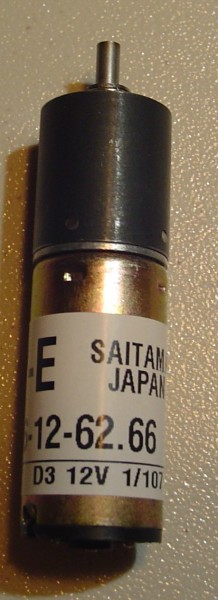 -E SAITAM
JAPAN
-12-62.66
D3 12V 1/107